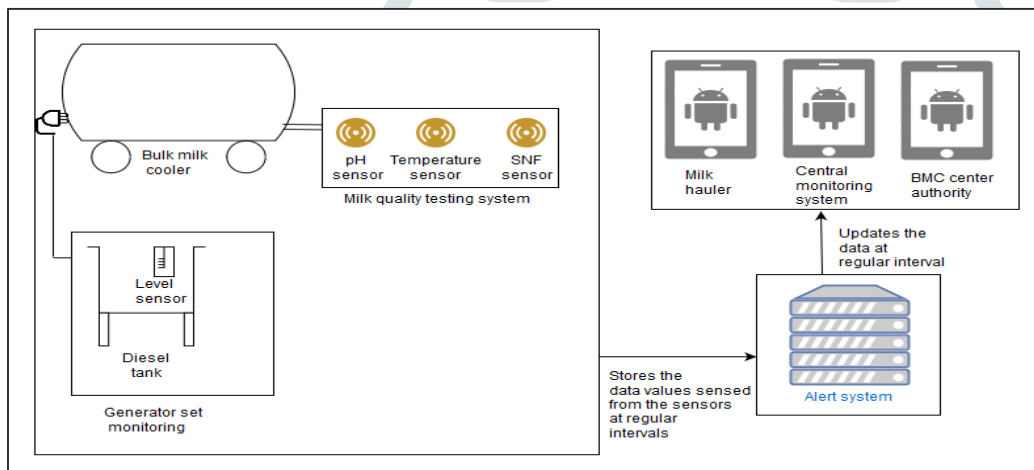 Bulk milk
cooler
pH
sensor
Temperature
sensor
SNF
sensor
Milk quality testing system
Level
sensor
Diesel
tank
Generator set
monitoring
Milk
hauler
Central
monitoring
system
BMC center
authority
Updates the
data at
regular interval
Stores the
data values sensed
from the sensors
at regular
intervals
Alert system